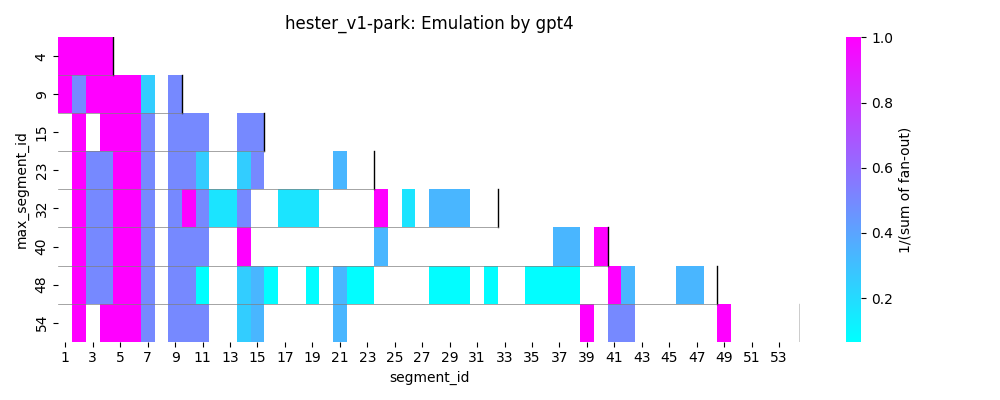 hester_v1-park: Emulation by gpt4
max_segment_id
4
9
15
23
32
40
48
54
1 3 5 7 9 11 13 15 17 19 21 23 25 27 29 31 33 35 37 39 41 43 45 47 49 51 53
segment_id
1.0
0.8
0.6
0.4
0.2
1/(sum of fan-out)